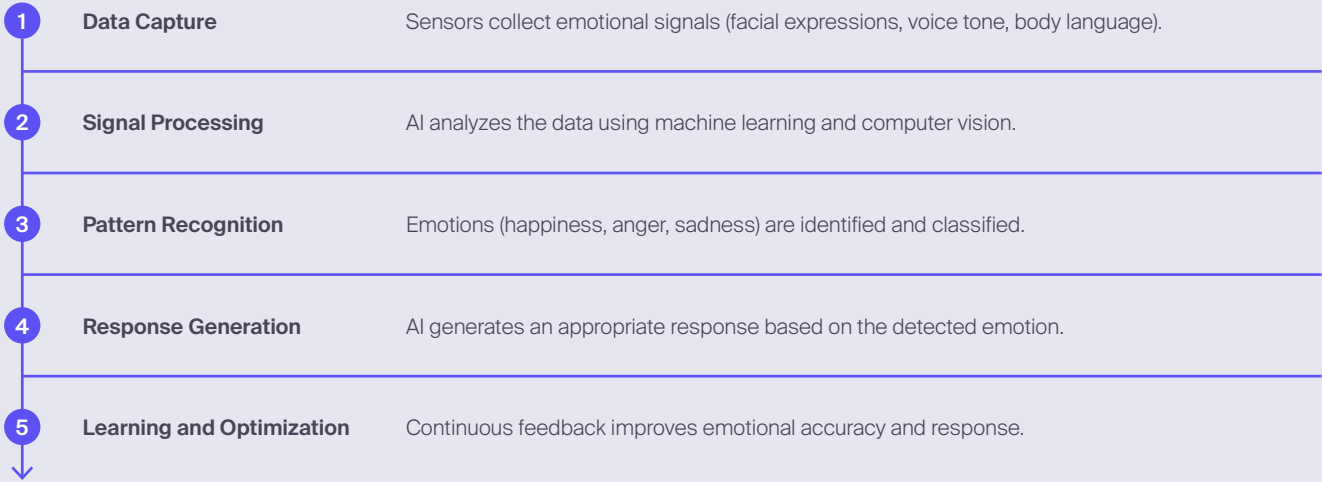 1 Data Capture Sensors collect emotional signals (facial expressions, voice tone, body language).
2 Signal Processing AI analyzes the data using machine learning and computer vision.
3 Pattern Recognition Emotions (happiness, anger, sadness) are identified and classified.
4 Response Generation AI generates an appropriate response based on the detected emotion.
5 Learning and Optimization Continuous feedback improves emotional accuracy and response.